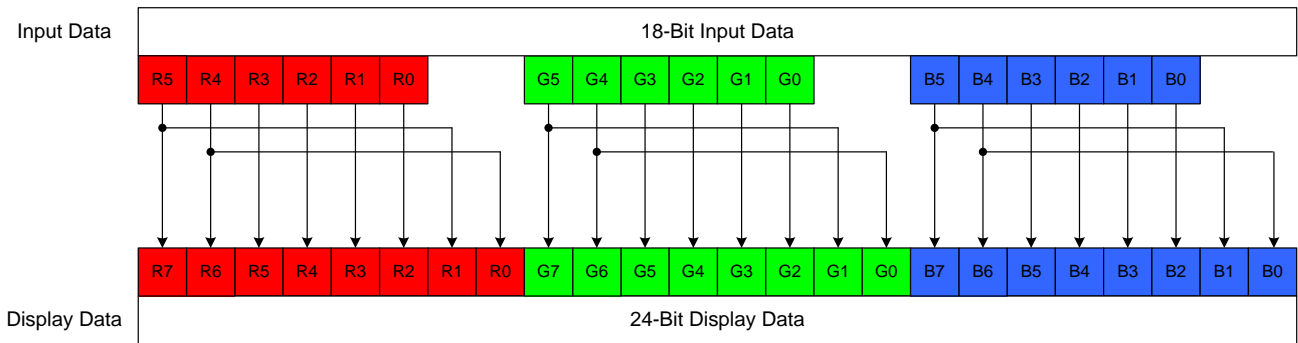 Input Data
18-Bit Input Data
R5 R4 R3 R2 R1 R0 G5 G4 G3 G2 G1 G0 B5 B4 B3 B2 B1 B0
R7 R6 R5 R4 R3 R2 R1 R0 G7 G6 G5 G4 G3 G2 G1 G0 B7 B6 B5 B4 B3 B2 B1 B0
Display Data
24-Bit Display Data